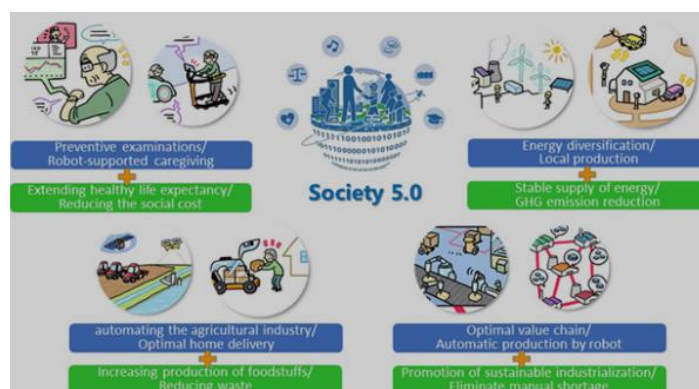 Preventive examinations/
Robot-supported caregiving
Extending healthy life expectancy/
Reducing the social cost
Society 5.0
Energy diversification/
Local production
Stable supply of energy/
GHG emission reduction
automating the agricultural industry/
Optimal home delivery
Increasing production of foodstuffs/
Reducing waste
Optimal value chain/
Automatic production by robot
Promotion of sustainable industrialization/
Eliminate manual shortage